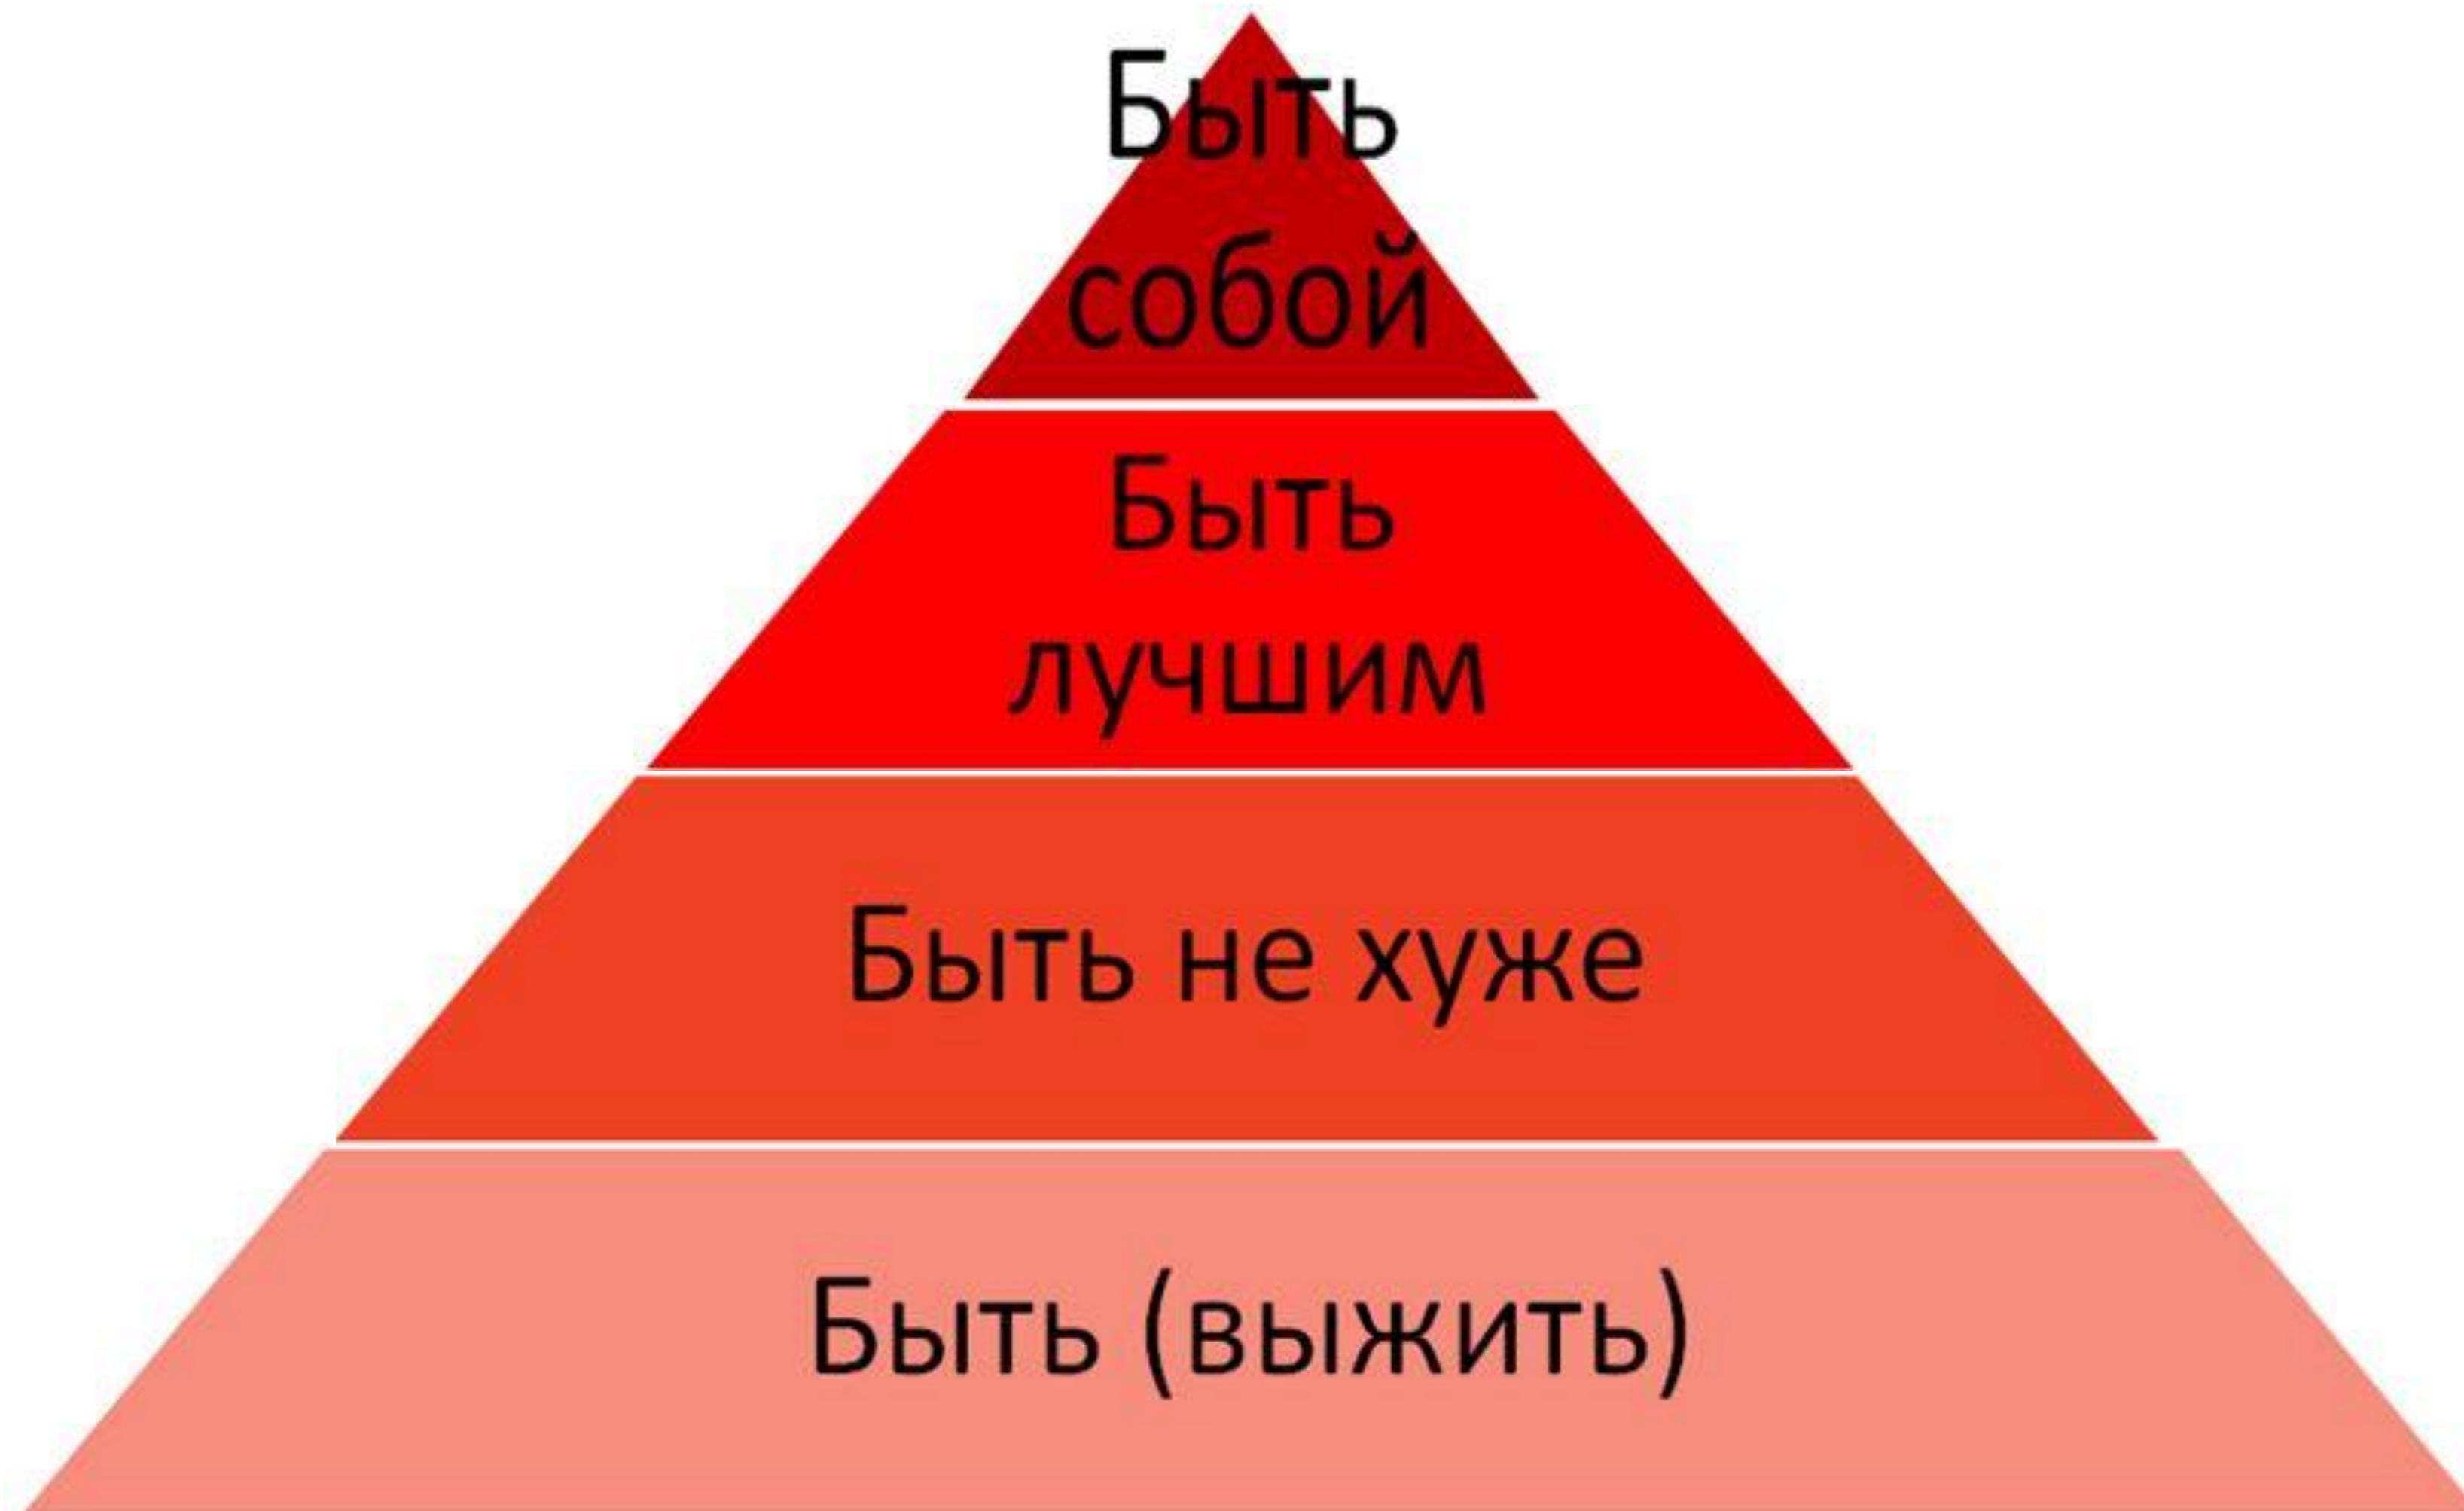 Быть
собой
Быть
лучшим
Быть не хуже
Быть (выжить)